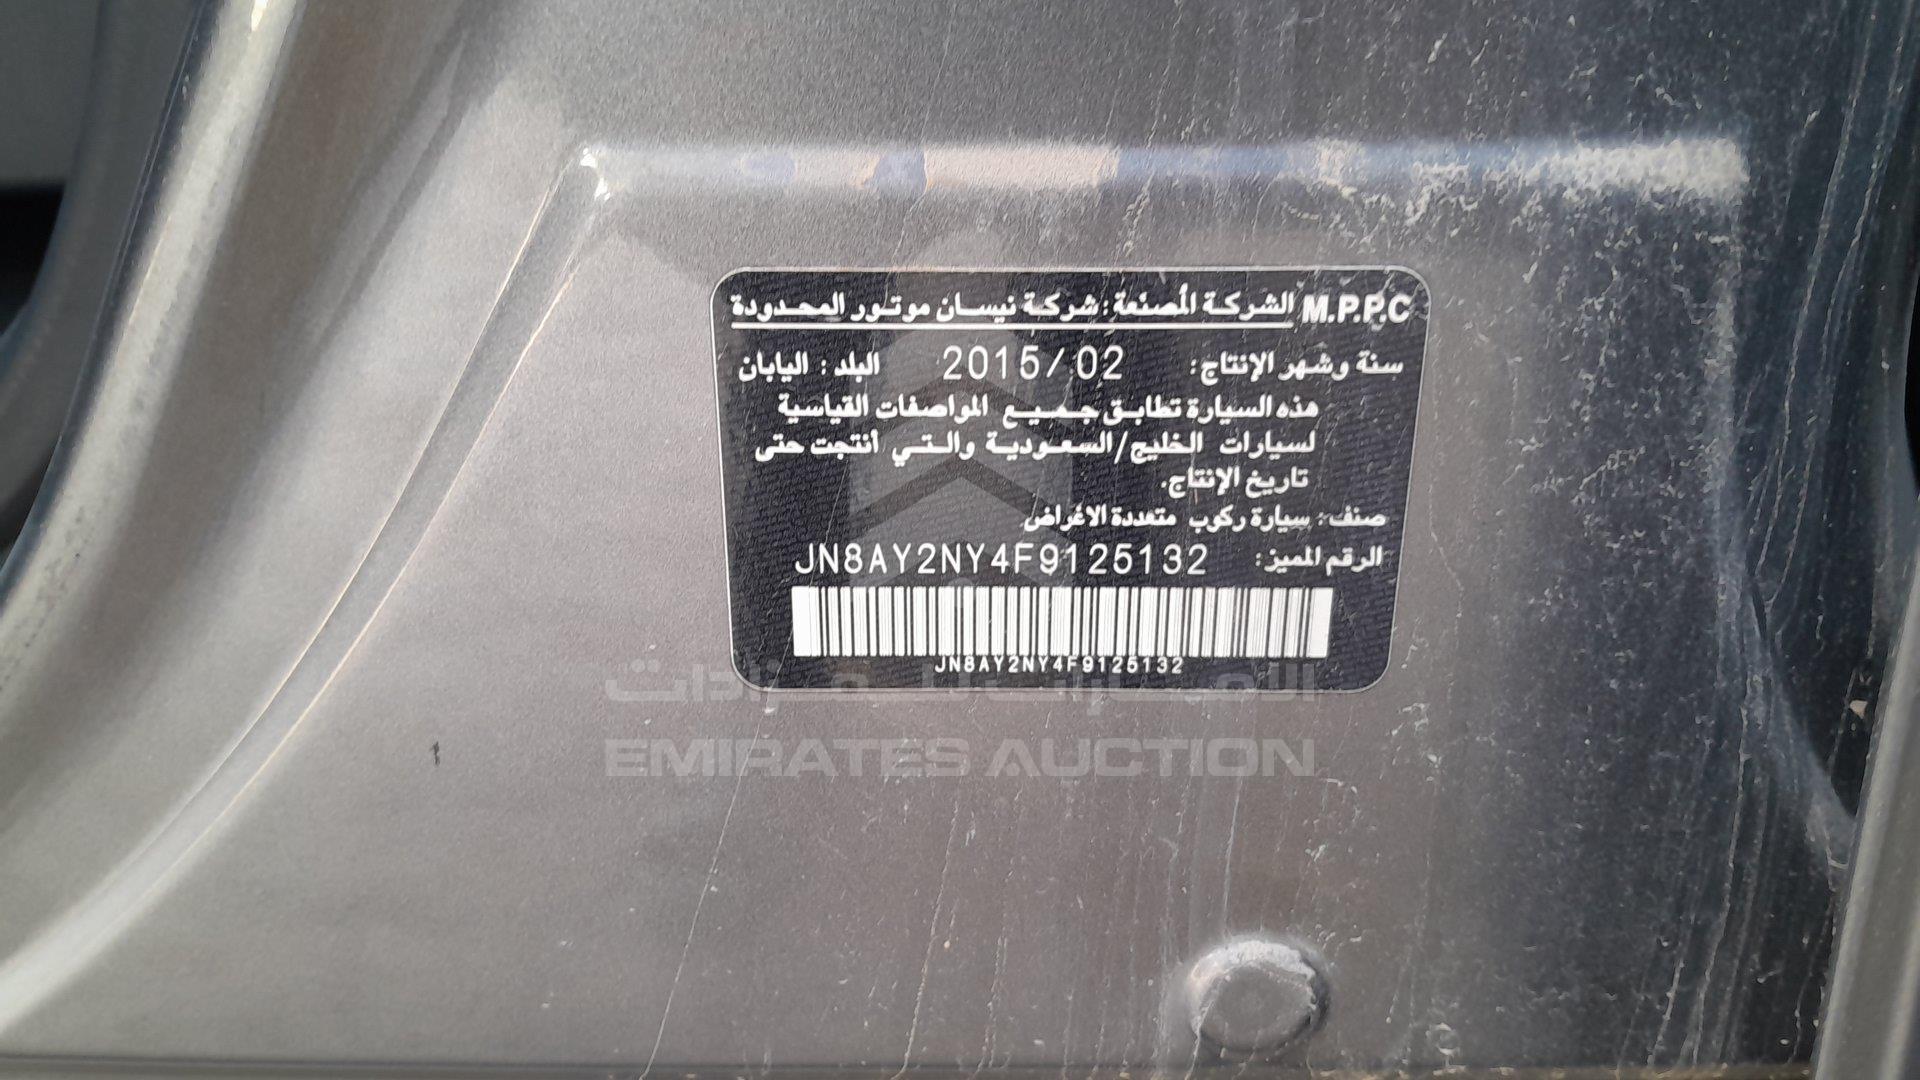 M.P.P.C الشركة المُصنعة: شركة نيسان موتور المحدودة
سنة وشهر الإنتاج: 2015/02 البلد: اليابان
هذه السيارة تطابق جميع المواصفات القياسية
لسيارات الخليج/السعودية والتي أنتجت حتى
تاريخ الإنتاج.
صنف: سيارة ركوب متعددة الاغراض
الرقم المميز: JN8AY2NY4F9125132
JN8AY2NY4F9125132
الإمارات للمزادات
EMIRATES AUCTION